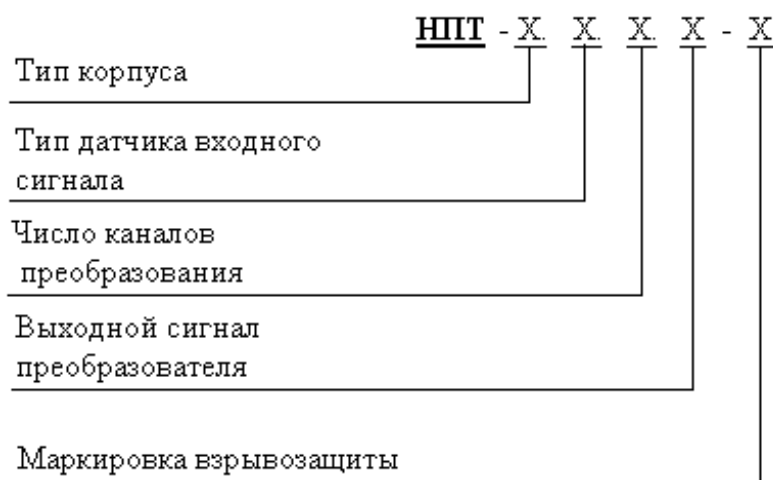 НПТ - X. X. X. X - X
Тип корпуса
Тип датчика входного
сигнала
Число каналов
преобразования
Выходной сигнал
преобразователя
Маркировка взрывозащиты